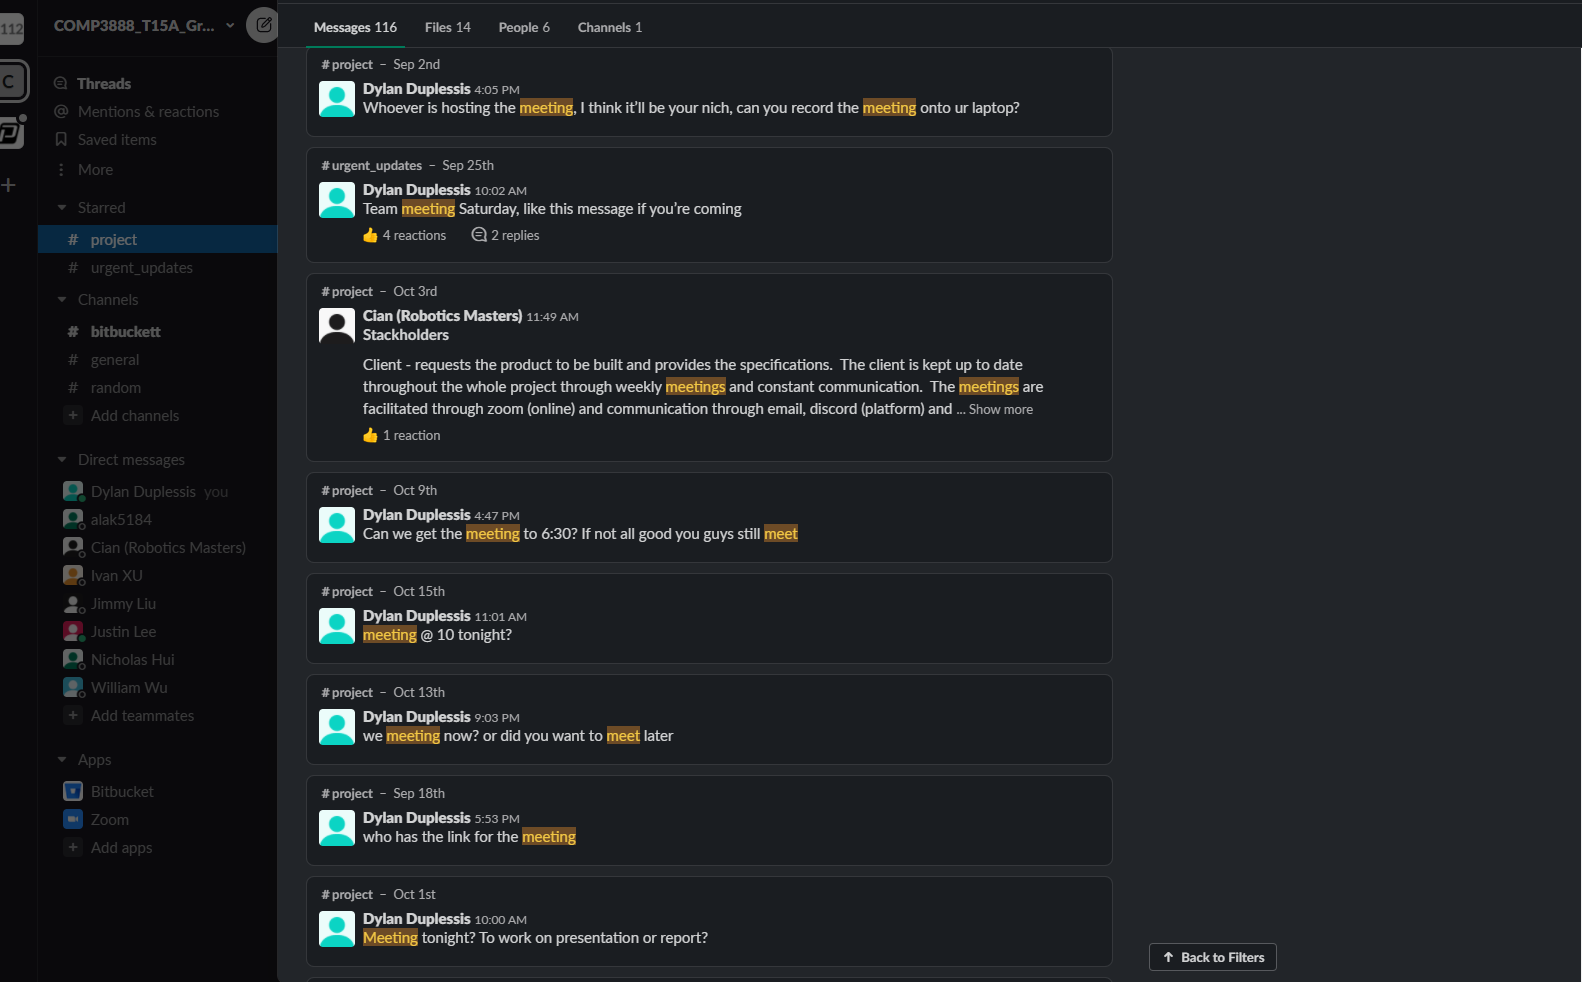 112
COMP3888_T15A_Gr...
C
Threads
Mentions & reactions
Saved items
More
Starred
# project
# urgent_updates
Channels
# bitbuckett
# general
# random
+ Add channels
Direct messages
Dylan Duplessis you
alak5184
Cian (Robotics Masters)
Ivan XU
Jimmy Liu
Justin Lee
Nicholas Hui
William Wu
+ Add teammates
Apps
Bitbucket
Zoom
+ Add apps
Messages 116 Files 14 People 6 Channels 1
# project – Sep 2nd
Dylan Duplessis 4:05 PM
Whoever is hosting the meeting, I think it’ll be your nich, can you record the meeting onto ur laptop?
# urgent_updates – Sep 25th
Dylan Duplessis 10:02 AM
Team meeting Saturday, like this message if you’re coming
👍 4 reactions 2 replies
# project – Oct 3rd
Cian (Robotics Masters) 11:49 AM
Stackholders
Client - requests the product to be built and provides the specifications. The client is kept up to date
throughout the whole project through weekly meetings and constant communication. The meetings are
facilitated through zoom (online) and communication through email, discord (platform) and ... Show more
👍 1 reaction
# project – Oct 9th
Dylan Duplessis 4:47 PM
Can we get the meeting to 6:30? If not all good you guys still meet
# project – Oct 15th
Dylan Duplessis 11:01 AM
meeting @ 10 tonight?
# project – Oct 13th
Dylan Duplessis 9:03 PM
we meeting now? or did you want to meet later
# project – Sep 18th
Dylan Duplessis 5:53 PM
who has the link for the meeting
# project – Oct 1st
Dylan Duplessis 10:00 AM
Meeting tonight? To work on presentation or report?
↑ Back to Filters